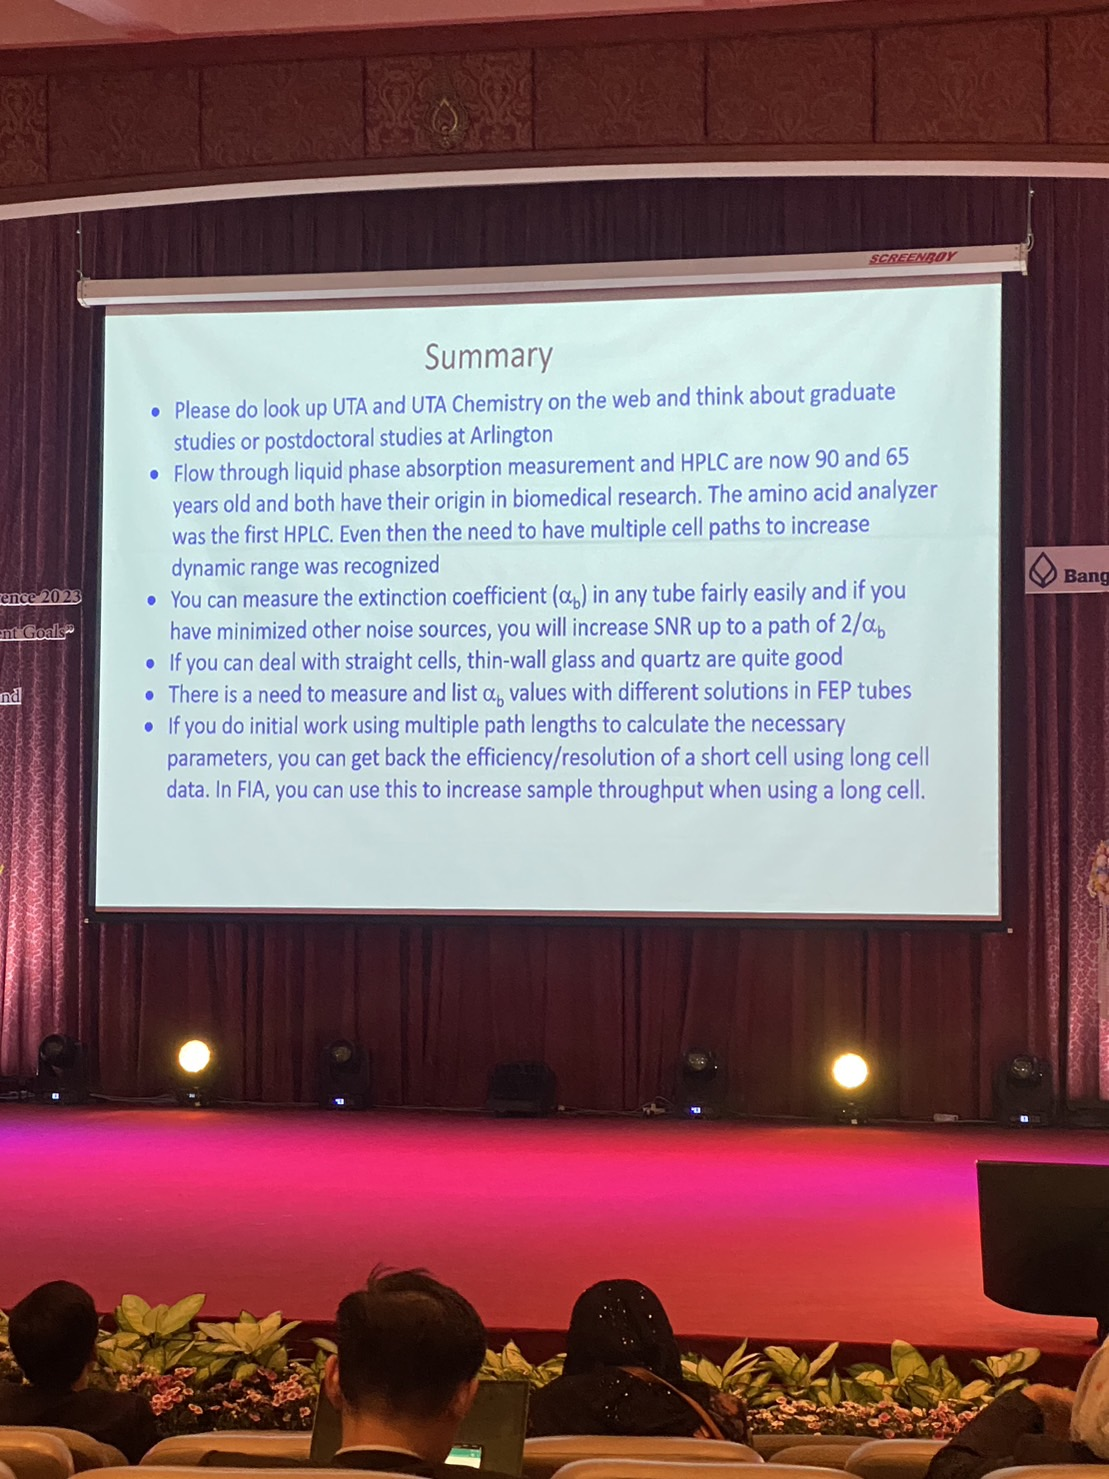 SCREENBOY
Summary
• Please do look up UTA and UTA Chemistry on the web and think about graduate
studies or postdoctoral studies at Arlington
• Flow through liquid phase absorption measurement and HPLC are now 90 and 65
years old and both have their origin in biomedical research. The amino acid analyzer
was the first HPLC. Even then the need to have multiple cell paths to increase
dynamic range was recognized
• You can measure the extinction coefficient (αb) in any tube fairly easily and if you
have minimized other noise sources, you will increase SNR up to a path of 2/αb
• If you can deal with straight cells, thin-wall glass and quartz are quite good
• There is a need to measure and list αb values with different solutions in FEP tubes
• If you do initial work using multiple path lengths to calculate the necessary
parameters, you can get back the efficiency/resolution of a short cell using long cell
data. In FIA, you can use this to increase sample throughput when using a long cell.
ence 2023
nt Goals”
nd
Bang